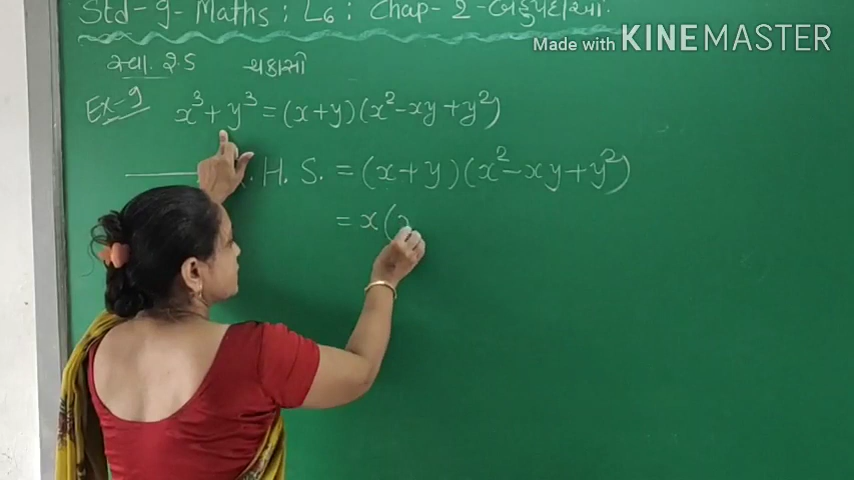 Std - 9 - Maths : L6 : Chap - 2 - બહુપદીઓ.
Made with KINEMASTER
સ્વા. ૨.5 ચકાસો
Ex-9 x³ + y³ = (x+y)(x² - xy + y²)
. H. S. = (x + y)(x² - xy + y²)
= x(